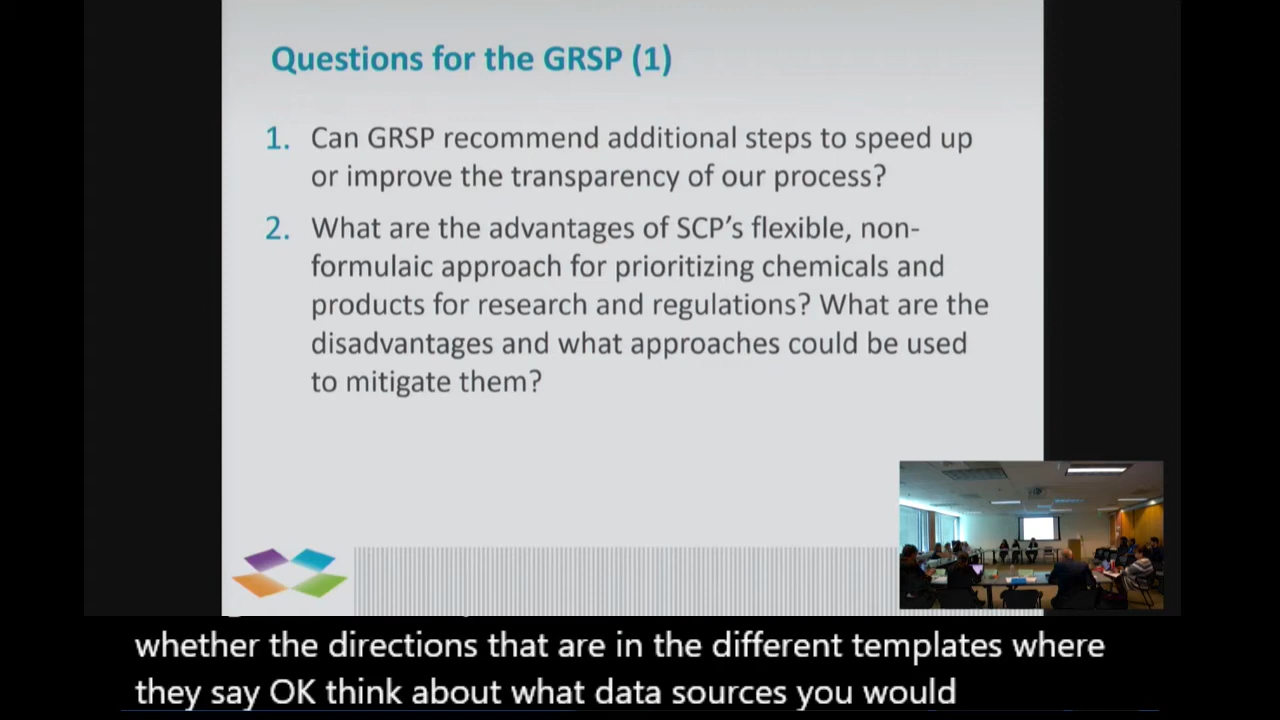 Questions for the GRSP (1)
1. Can GRSP recommend additional steps to speed up
or improve the transparency of our process?
2. What are the advantages of SCP's flexible, non-
formulaic approach for prioritizing chemicals and
products for research and regulations? What are the
disadvantages and what approaches could be used
to mitigate them?
whether the directions that are in the different templates where
they say OK think about what data sources you would